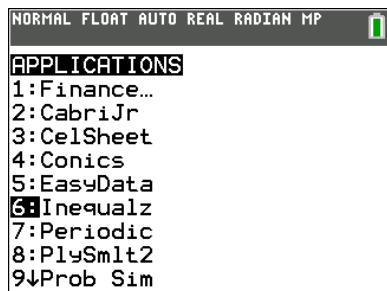 NORMAL FLOAT AUTO REAL RADIAN MP
APPLICATIONS
1:Finance…
2:CabriJr
3:CelSheet
4:Conics
5:EasyData
6:Inequalz
7:Periodic
8:PlySmlt2
9↓Prob Sim